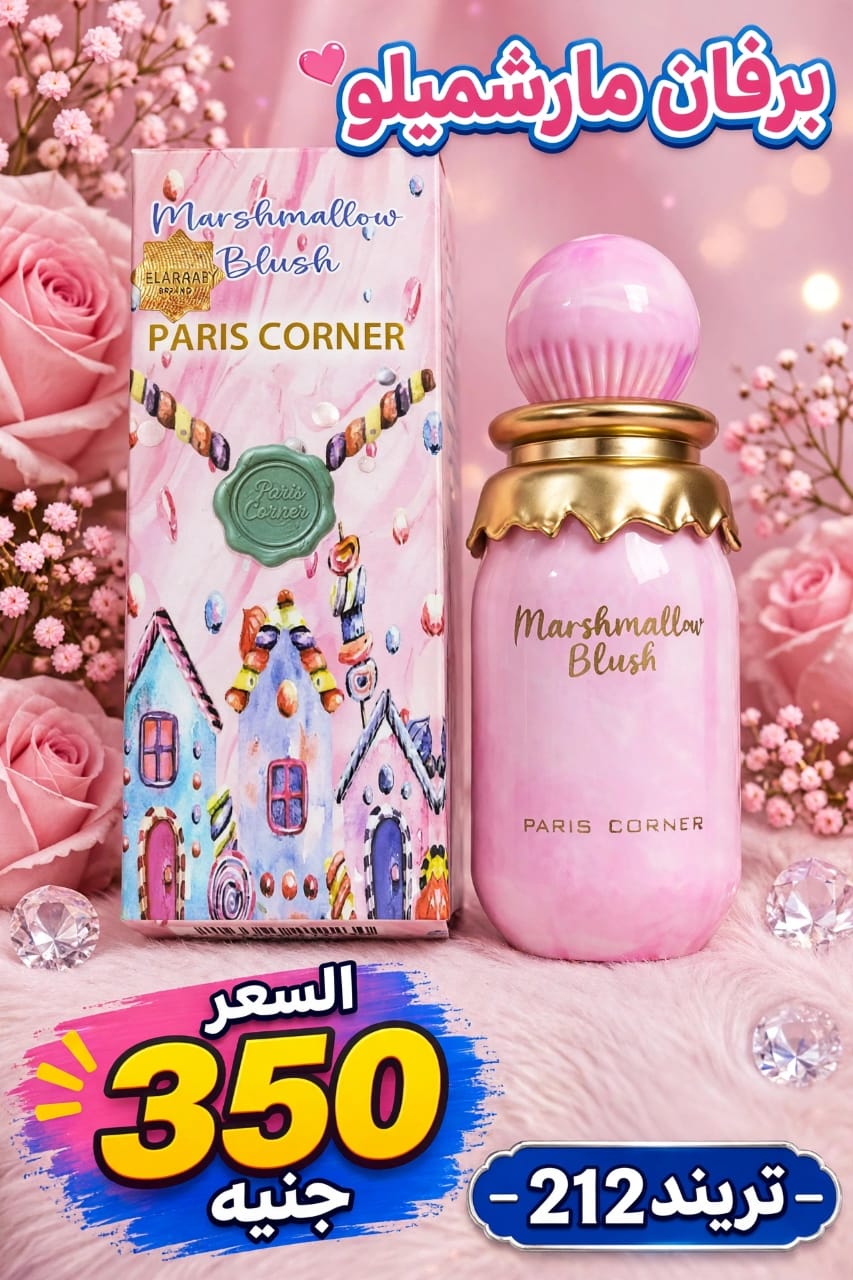 برفان مارشميلو
Marshmallow
Blush
ELARAABY
BRAND
PARIS CORNER
Paris
Corner
Marshmallow
Blush
PARIS CORNER
السعر
350
جنيه
- تريند212 -